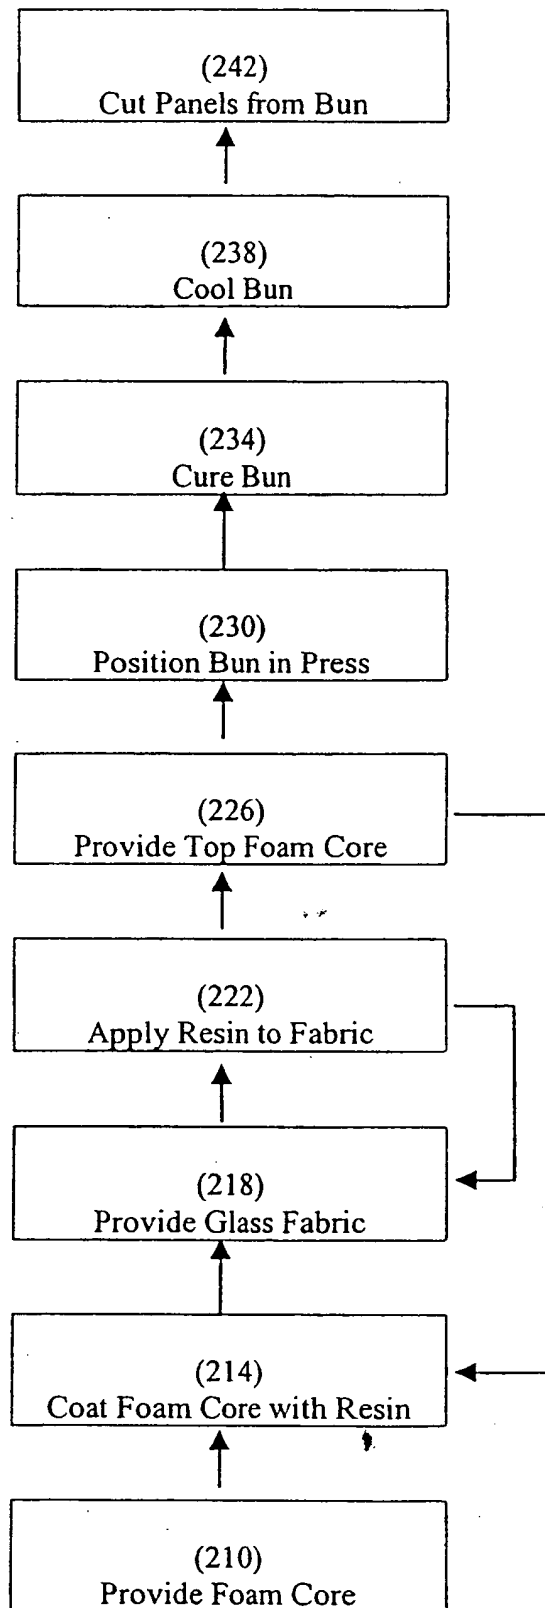 (242)
Cut Panels from Bun
(238)
Cool Bun
(234)
Cure Bun
(230)
Position Bun in Press
(226)
Provide Top Foam Core
(222)
Apply Resin to Fabric
(218)
Provide Glass Fabric
(214)
Coat Foam Core with Resin
(210)
Provide Foam Core